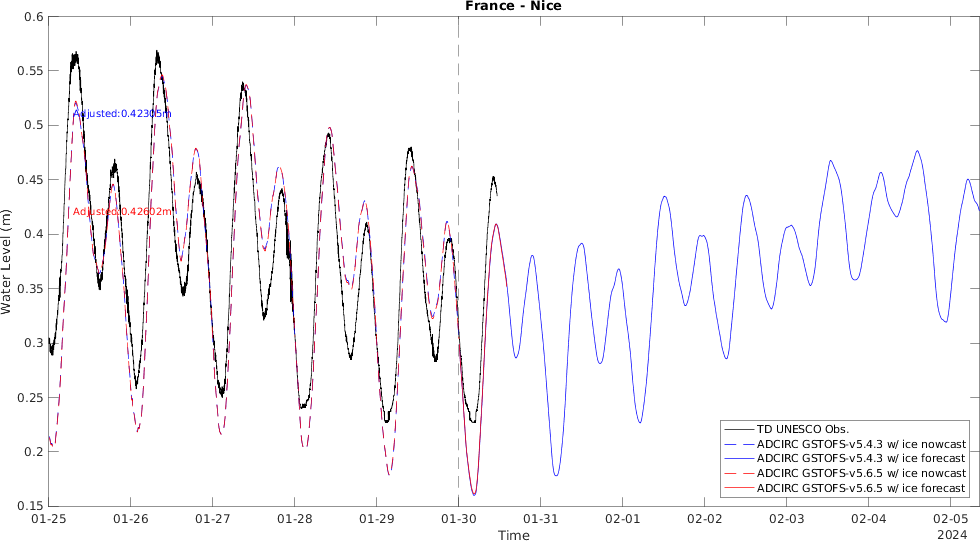 France - Nice
0.6
0.55
0.5
0.45
0.4
0.35
0.3
0.25
0.2
0.15
Water Level (m)
Adjusted:0.42305m
Adjusted:0.42602m
TD UNESCO Obs.
ADCIRC GSTOFS-v5.4.3 w/ ice nowcast
ADCIRC GSTOFS-v5.4.3 w/ ice forecast
ADCIRC GSTOFS-v5.6.5 w/ ice nowcast
ADCIRC GSTOFS-v5.6.5 w/ ice forecast
01-25 01-26 01-27 01-28 01-29 01-30 01-31 02-01 02-02 02-03 02-04 02-05
Time
2024